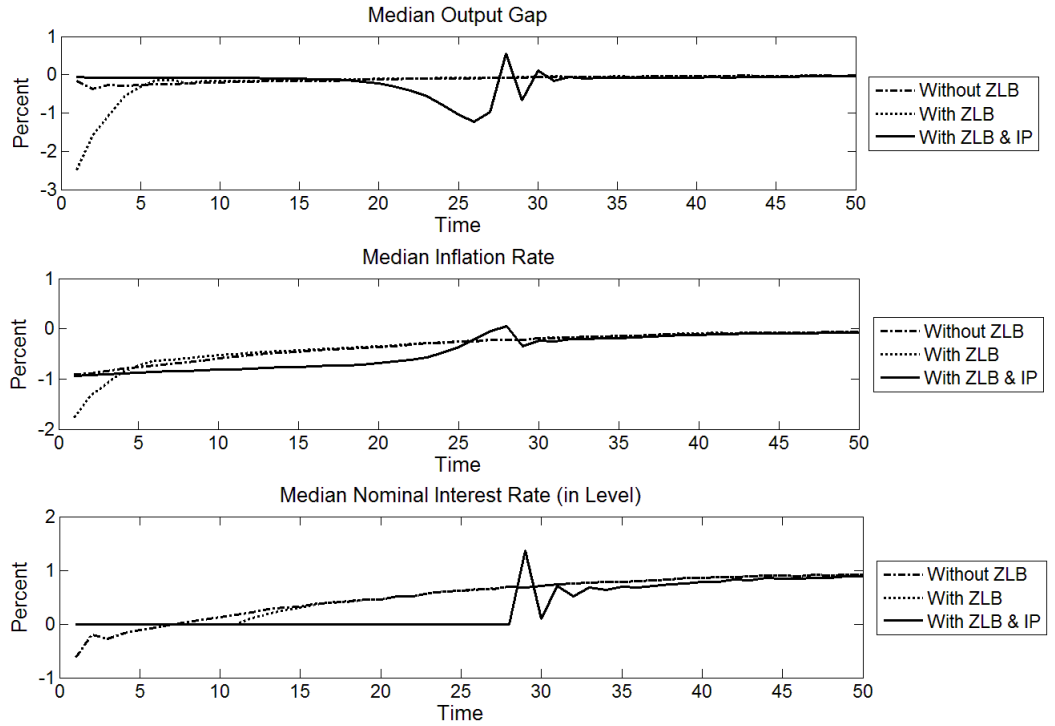 Median Output Gap
Percent
1
0
-1
-2
-3
0 5 10 15 20 25 30 35 40 45 50
Time
Without ZLB
With ZLB
With ZLB & IP
Median Inflation Rate
Percent
1
0
-1
-2
0 5 10 15 20 25 30 35 40 45 50
Time
Without ZLB
With ZLB
With ZLB & IP
Median Nominal Interest Rate (in Level)
Percent
2
1
0
-1
0 5 10 15 20 25 30 35 40 45 50
Time
Without ZLB
With ZLB
With ZLB & IP